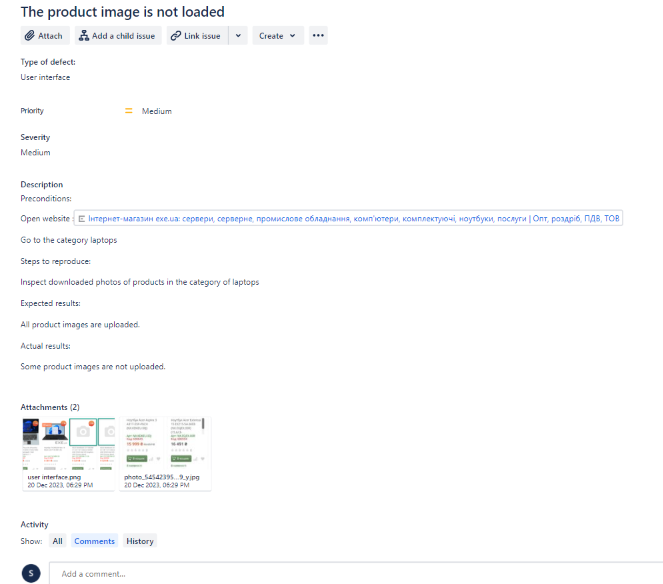 The product image is not loaded
Attach Add a child issue Link issue Create
Type of defect:
User interface
Priority Medium
Severity
Medium
Description
Preconditions:
Open website : Інтернет-магазин exe.ua: сервери, серверне, промислове обладнання, комп'ютери, комплектуючі, ноутбуки, послуги | Опт, роздріб, ПДВ, ТОВ
Go to the category laptops
Steps to reproduce:
Inspect downloaded photos of products in the category of laptops
Expected results:
All product images are uploaded.
Actual results:
Some product images are not uploaded.
Attachments (2)
user interface.png photo_54542395...9_y.jpg
20 Dec 2023, 06:29 PM 20 Dec 2023, 06:29 PM
Activity
Show: All Comments History
S Add a comment...